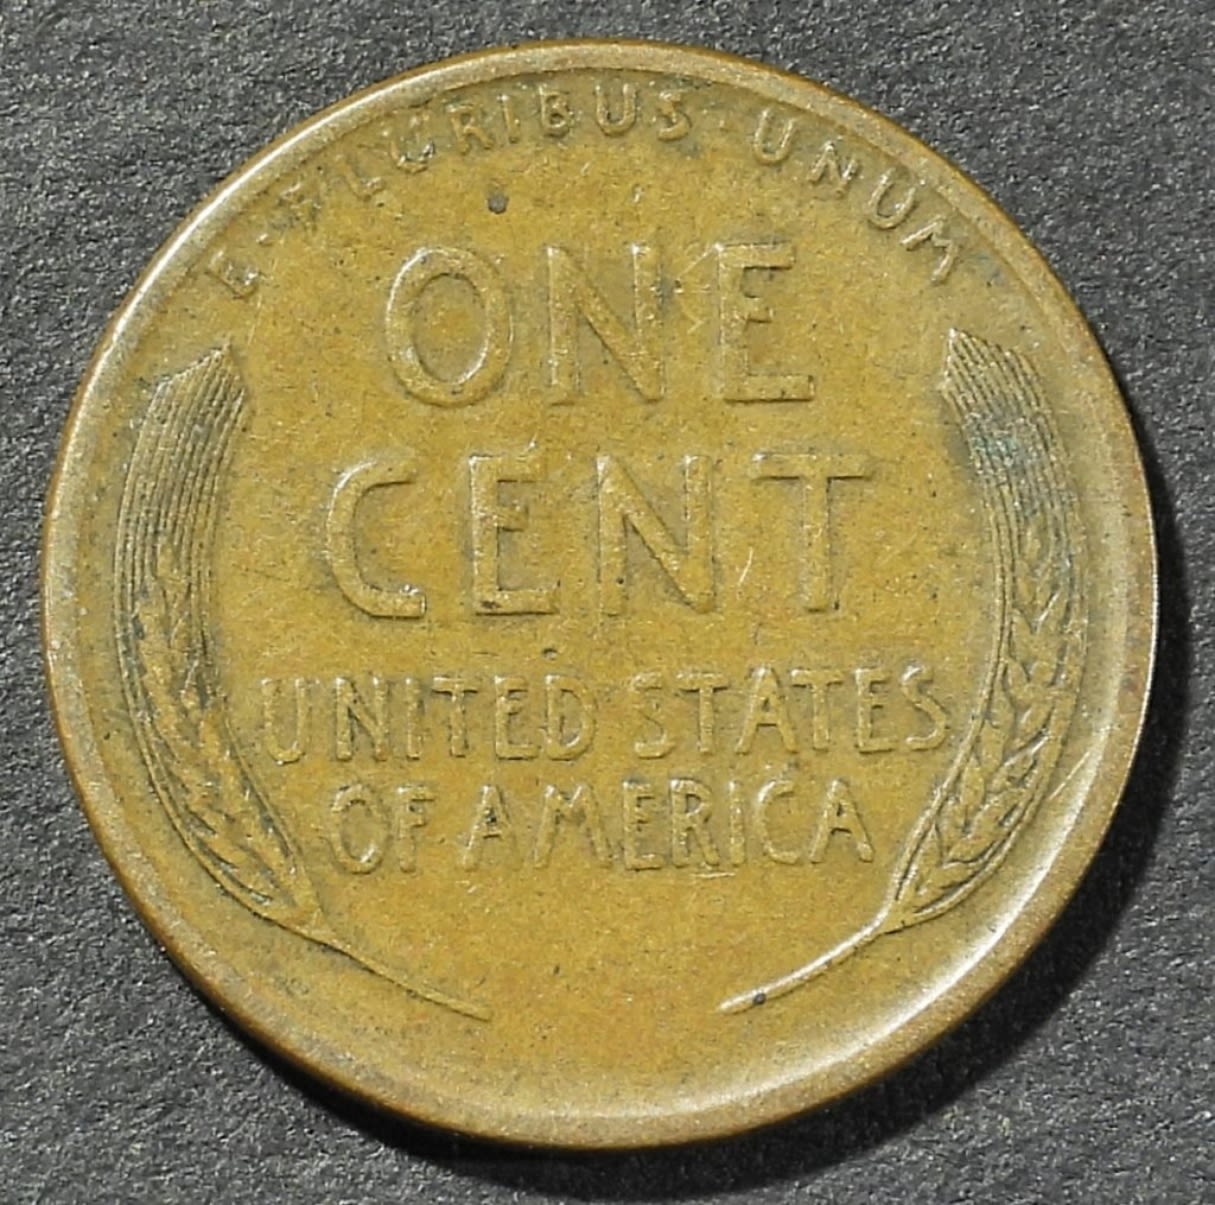 E·PLURIBUS·UNUM
ONE
CENT
UNITED STATES
OF AMERICA